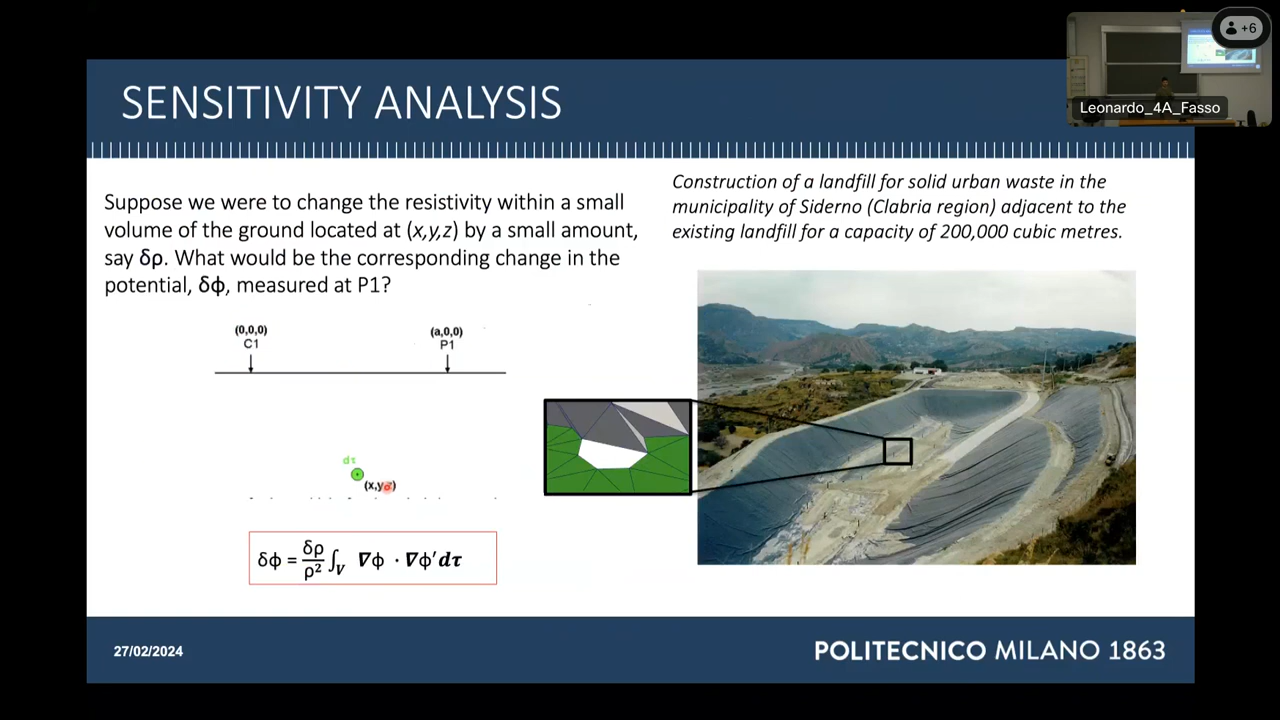 +6
Leonardo_4A_Fasso
SENSITIVITY ANALYSIS
Suppose we were to change the resistivity within a small
volume of the ground located at (x,y,z) by a small amount,
say δρ. What would be the corresponding change in the
potential, δϕ, measured at P1?
Construction of a landfill for solid urban waste in the
municipality of Siderno (Clabria region) adjacent to the
existing landfill for a capacity of 200,000 cubic metres.
(0,0,0)
C1
(a,0,0)
P1
dτ
(x,y,z)
δϕ = δρ/ρ² ∫V ∇ϕ · ∇ϕ′dτ
27/02/2024
POLITECNICO MILANO 1863